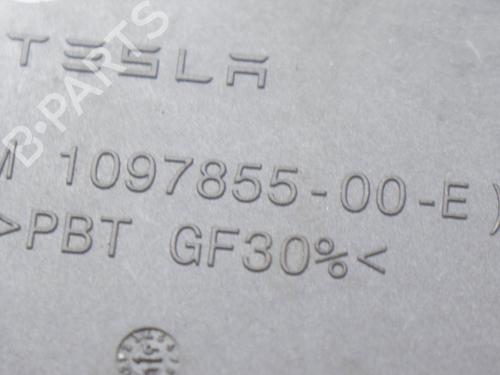 TESLA
B-PARTS
M 1097855-00-E
>PBT GF30%<